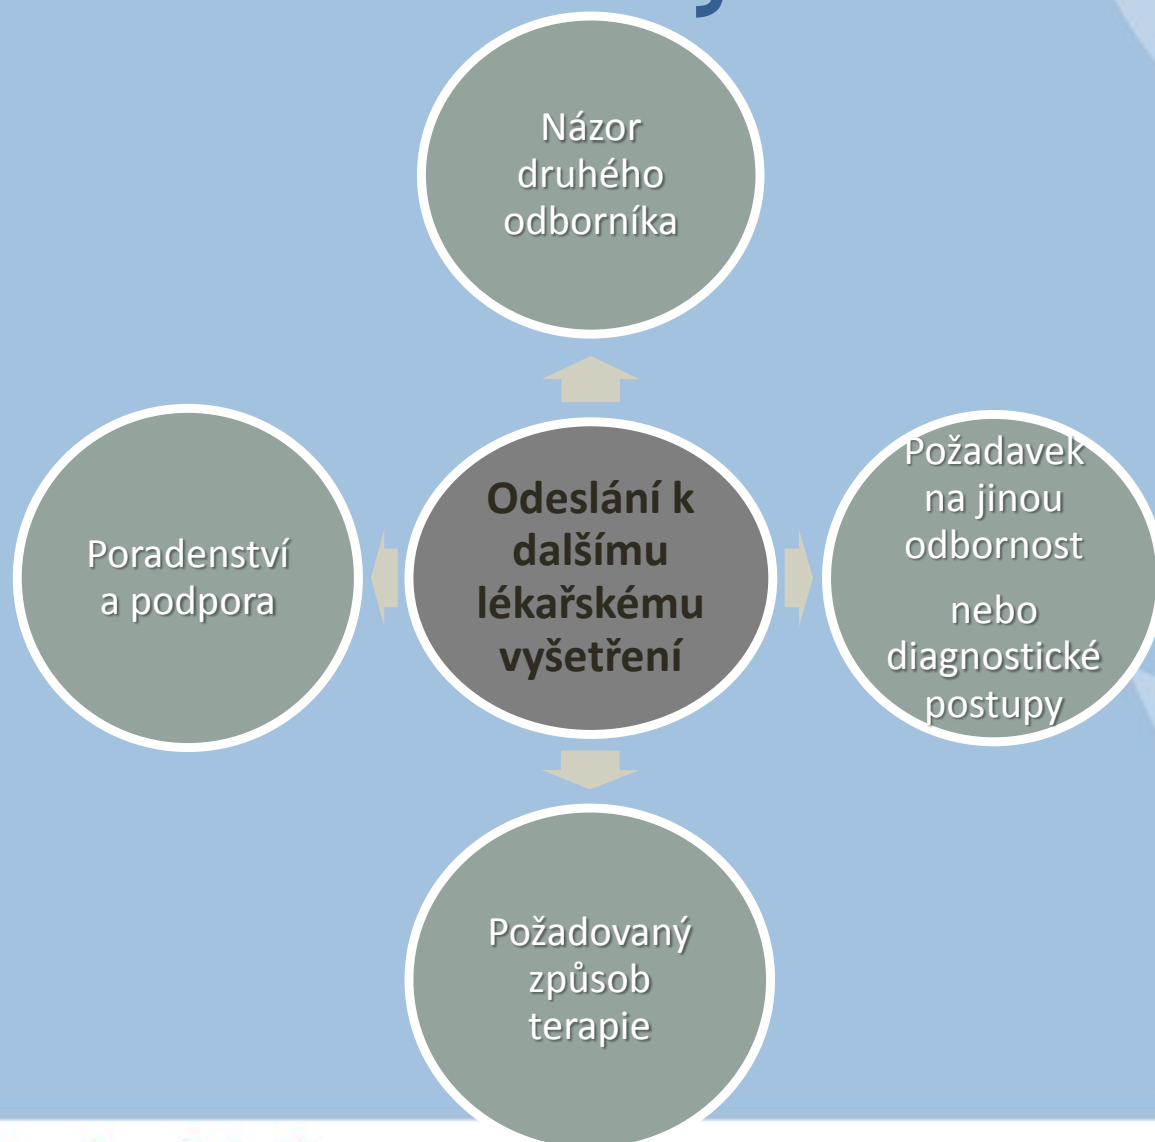 Názor
druhého
odborníka
Odeslání k
dalšímu
lékařskému
vyšetření
Požadavek
na jinou
odbornost
nebo
diagnostické
postupy
Poradenství
a podpora
Požadovaný
způsob
terapie